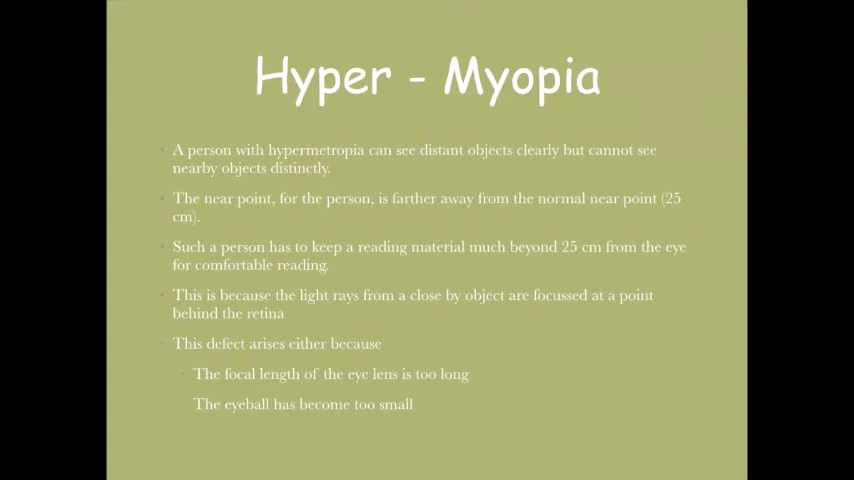 Hyper - Myopia
A person with hypermetropia can see distant objects clearly but cannot see
nearby objects distinctly.
The near point, for the person, is farther away from the normal near point (25
cm).
Such a person has to keep a reading material much beyond 25 cm from the eye
for comfortable reading.
This is because the light rays from a close by object are focussed at a point
behind the retina
This defect arises either because
The focal length of the eye lens is too long
The eyeball has become too small